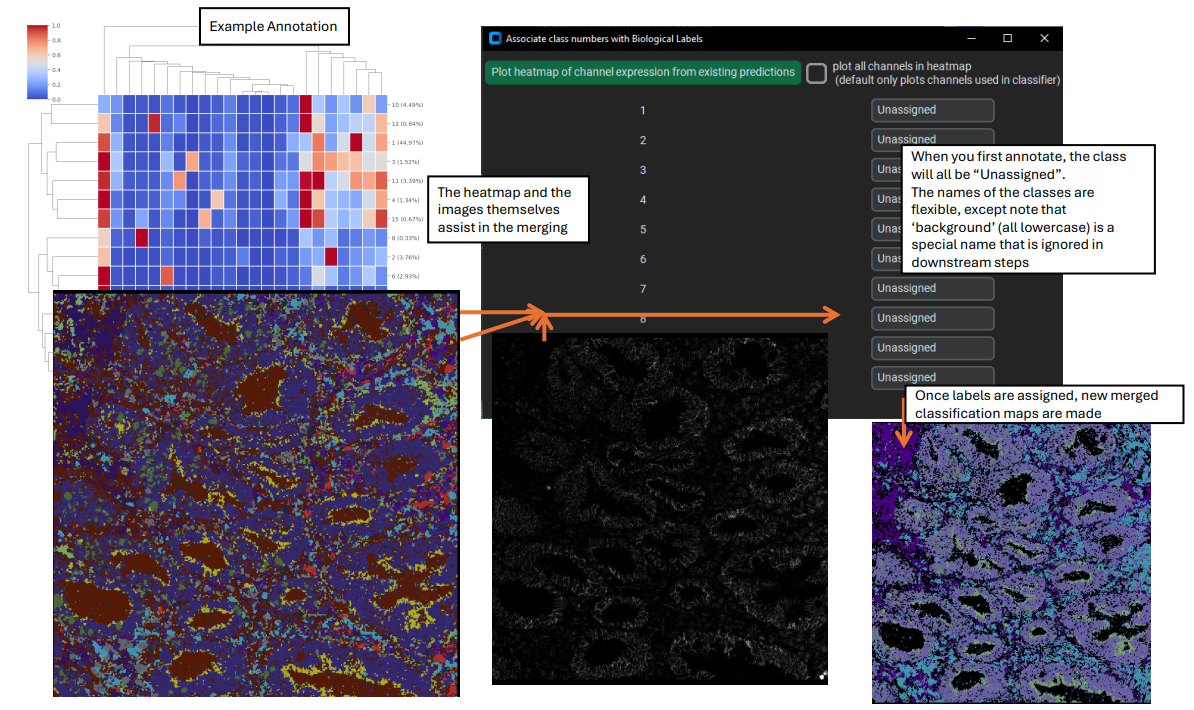 Example Annotation
1.0
0.8
0.6
0.4
0.2
0.0
10 (4.49%)
12 (0.84%)
1 (44.97%)
3 (1.52%)
11 (3.39%)
4 (1.34%)
15 (0.67%)
8 (0.33%)
2 (3.76%)
6 (2.93%)
The heatmap and the
images themselves
assist in the merging
Associate class numbers with Biological Labels
Plot heatmap of channel expression from existing predictions
plot all channels in heatmap
(default only plots channels used in classifier)
1
Unassigned
2
Unassigned
3
Una
4
Una
5
Una
6
Una
7
Unassigned
8
Unassigned
Unassigned
Unassigned
When you first annotate, the class
will all be “Unassigned”.
The names of the classes are
flexible, except note that
‘background’ (all lowercase) is a
special name that is ignored in
downstream steps
Once labels are assigned, new merged
classification maps are made